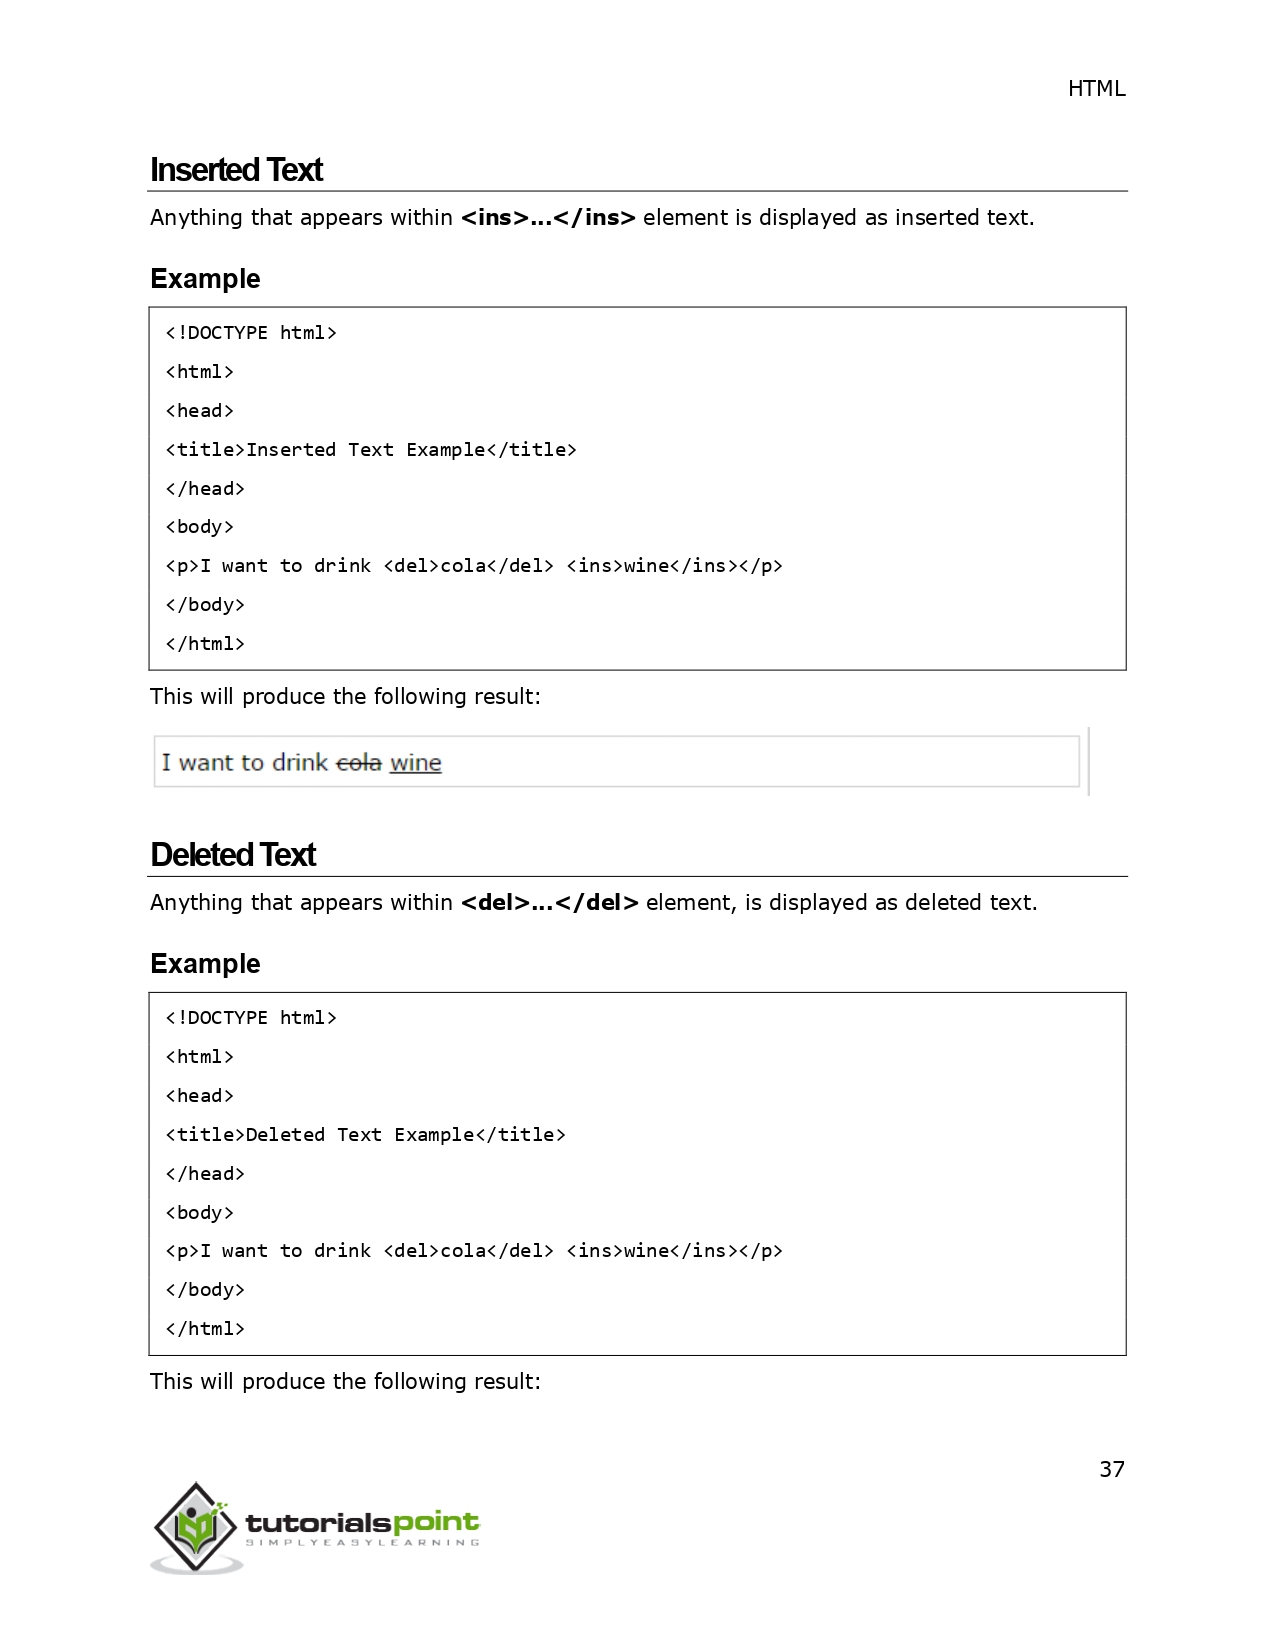 HTML
Inserted Text
Anything that appears within <ins>...</ins> element is displayed as inserted text.
Example
<!DOCTYPE html>
<html>
<head>
<title>Inserted Text Example</title>
</head>
<body>
<p>I want to drink <del>cola</del> <ins>wine</ins></p>
</body>
</html>
This will produce the following result:
I want to drink cola wine
Deleted Text
Anything that appears within <del>...</del> element, is displayed as deleted text.
Example
<!DOCTYPE html>
<html>
<head>
<title>Deleted Text Example</title>
</head>
<body>
<p>I want to drink <del>cola</del> <ins>wine</ins></p>
</body>
</html>
This will produce the following result:
37
tutorialspoint
SIMPLYEASYLEARNING